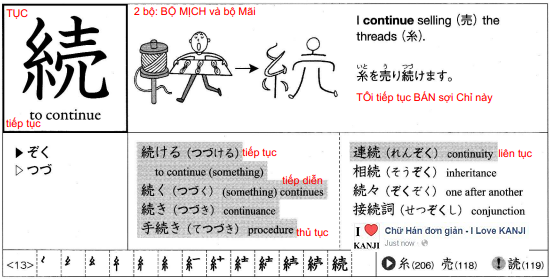 TỤC
続
to continue
tiếp tục
2 bộ: BỘ MỊCH và bộ Mãi
I continue selling (売) the
threads (糸).
いと う つづ
糸を売り続けます。
TÔi tiếp tục BÁN sợi Chỉ này
▶ ぞく
▷ つづ
続ける (つづける) tiếp tục
to continue (something)
tiếp diễn
続く (つづく) (something) continues
続き (つづき) continuance
手続き (てつづき) procedure thủ tục
連続 (れんぞく) continuity liên tục
相続 (そうぞく) inheritance
続々 (ぞくぞく) one after another
接続詞 (せつぞくし) conjunction
I ❤
KANJI
Chữ Hán đơn giản - I Love KANJI
Just now
<13>
糸(206) 売(118) 読(119)